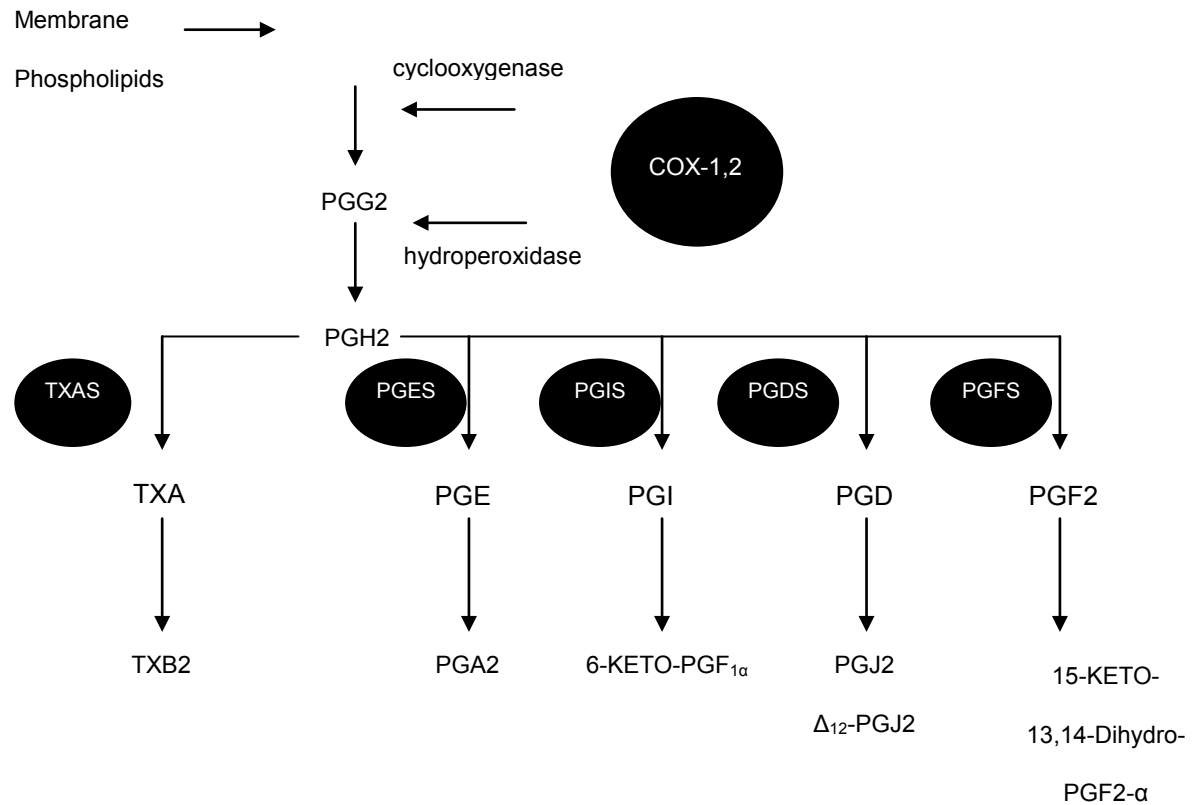 Membrane
Phospholipids
cyclooxygenase
COX-1,2
PGG2
hydroperoxidase
PGH2
TXAS
PGES
PGIS
PGDS
PGFS
TXA
PGE
PGI
PGD
PGF2
TXB2
PGA2
6-KETO-PGF1α
PGJ2
Δ12-PGJ2
15-KETO-
13,14-Dihydro-
PGF2-α